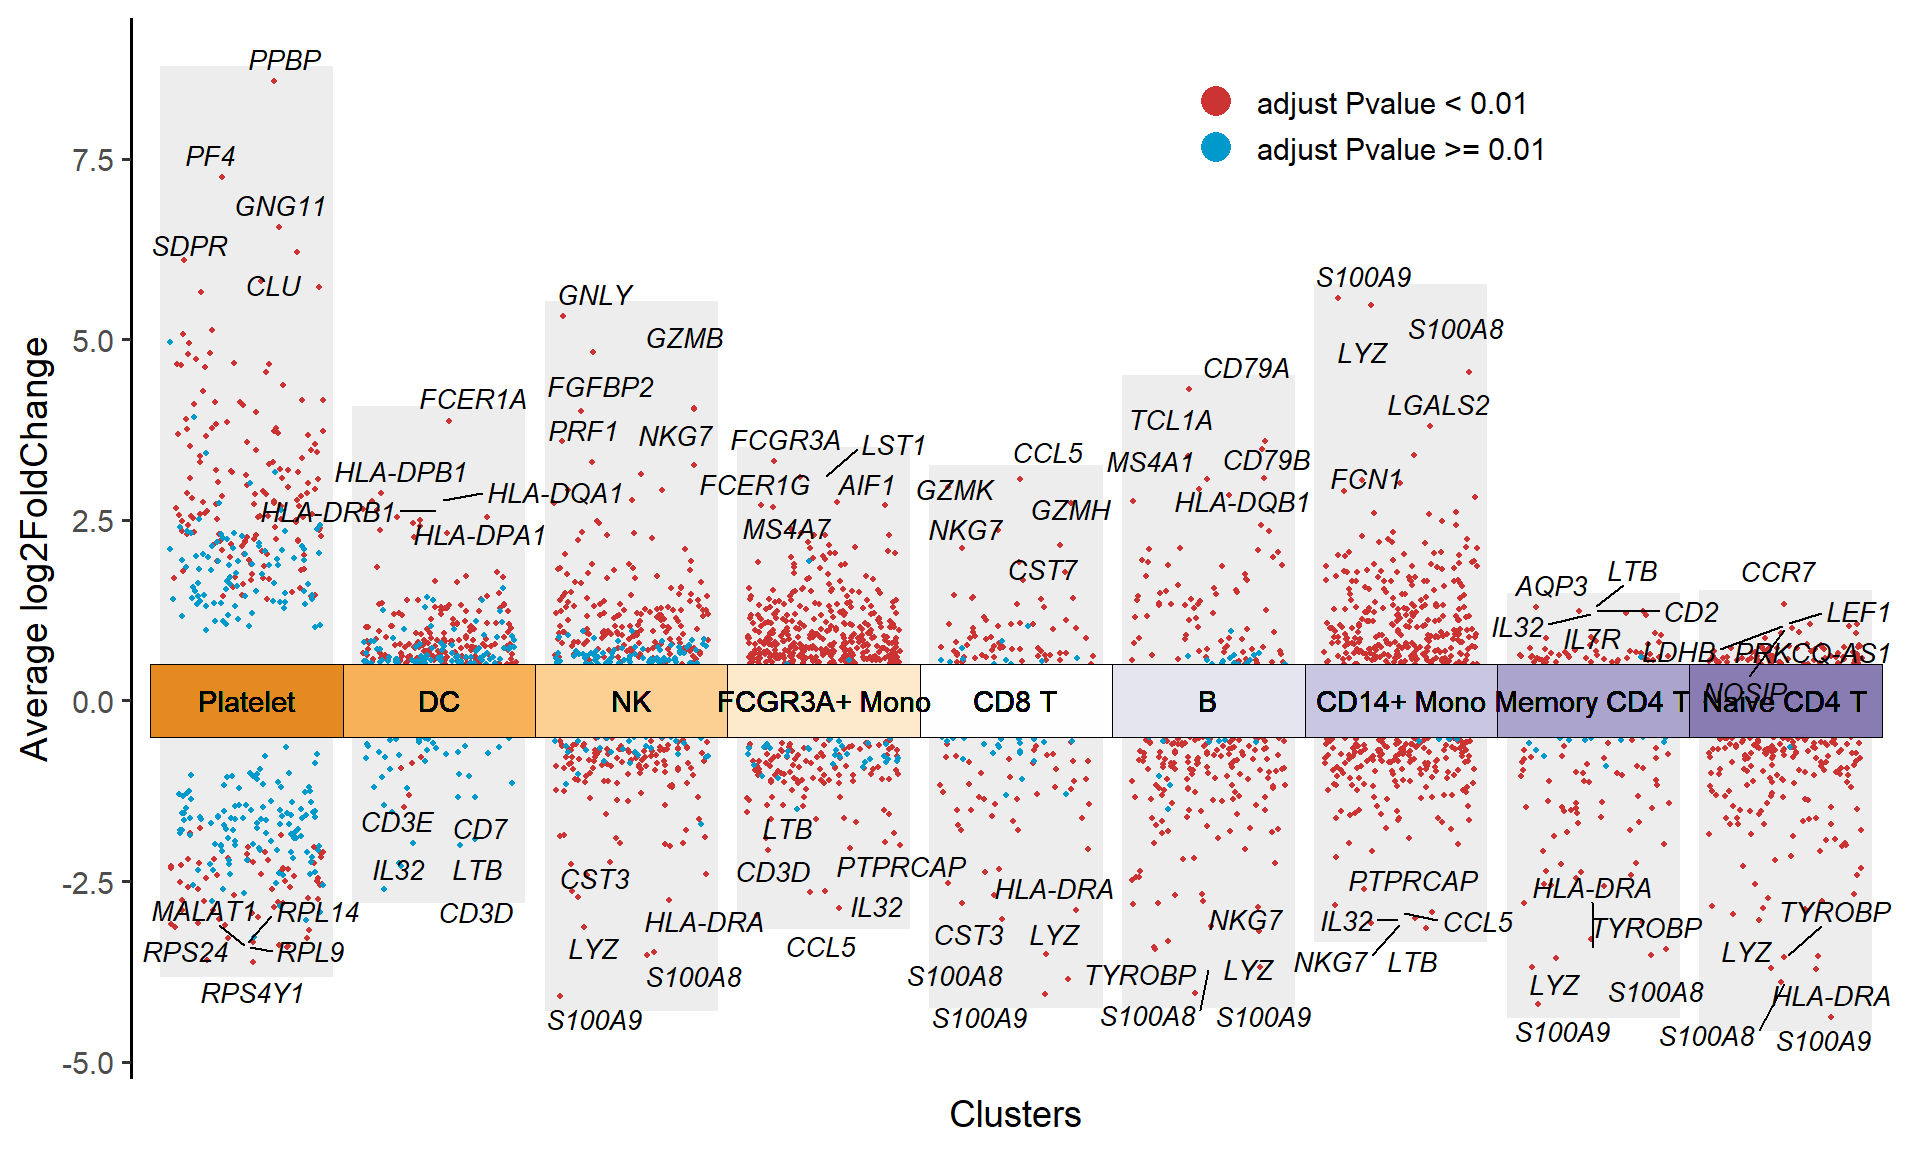 PPBP
PF4
GNG11
SDPR
CLU
adjust Pvalue < 0.01
adjust Pvalue >= 0.01
7.5
5.0
2.5
0.0
-2.5
-5.0
Average log2FoldChange
FCER1A
HLA-DPB1
HLA-DQA1
HLA-DRB1
HLA-DPA1
GNLY
GZMB
FGFBP2
PRF1
NKG7
FCGR3A
LST1
FCER1G
AIF1
MS4A7
CCL5
GZMK
GZMH
NKG7
CST7
CD79A
TCL1A
MS4A1
CD79B
HLA-DQB1
S100A9
S100A8
LYZ
LGALS2
FCN1
LTB
AQP3
CD2
IL32
IL7R
CCR7
LEF1
LDHB
PRKCQ-AS1
NOSIP
Platelet
DC
NK
FCGR3A+ Mono
CD8 T
B
CD14+ Mono
Memory CD4 T
Naive CD4 T
MALAT1
RPL14
RPS24
RPL9
RPS4Y1
CD3E
CD7
IL32
LTB
CD3D
CST3
HLA-DRA
LYZ
S100A8
S100A9
LTB
CD3D
PTPRCAP
IL32
CCL5
HLA-DRA
CST3
LYZ
S100A8
S100A9
NKG7
TYROBP
LYZ
S100A8
S100A9
PTPRCAP
IL32
CCL5
NKG7
LTB
HLA-DRA
TYROBP
LYZ
S100A8
S100A9
TYROBP
LYZ
HLA-DRA
S100A8
S100A9
Clusters